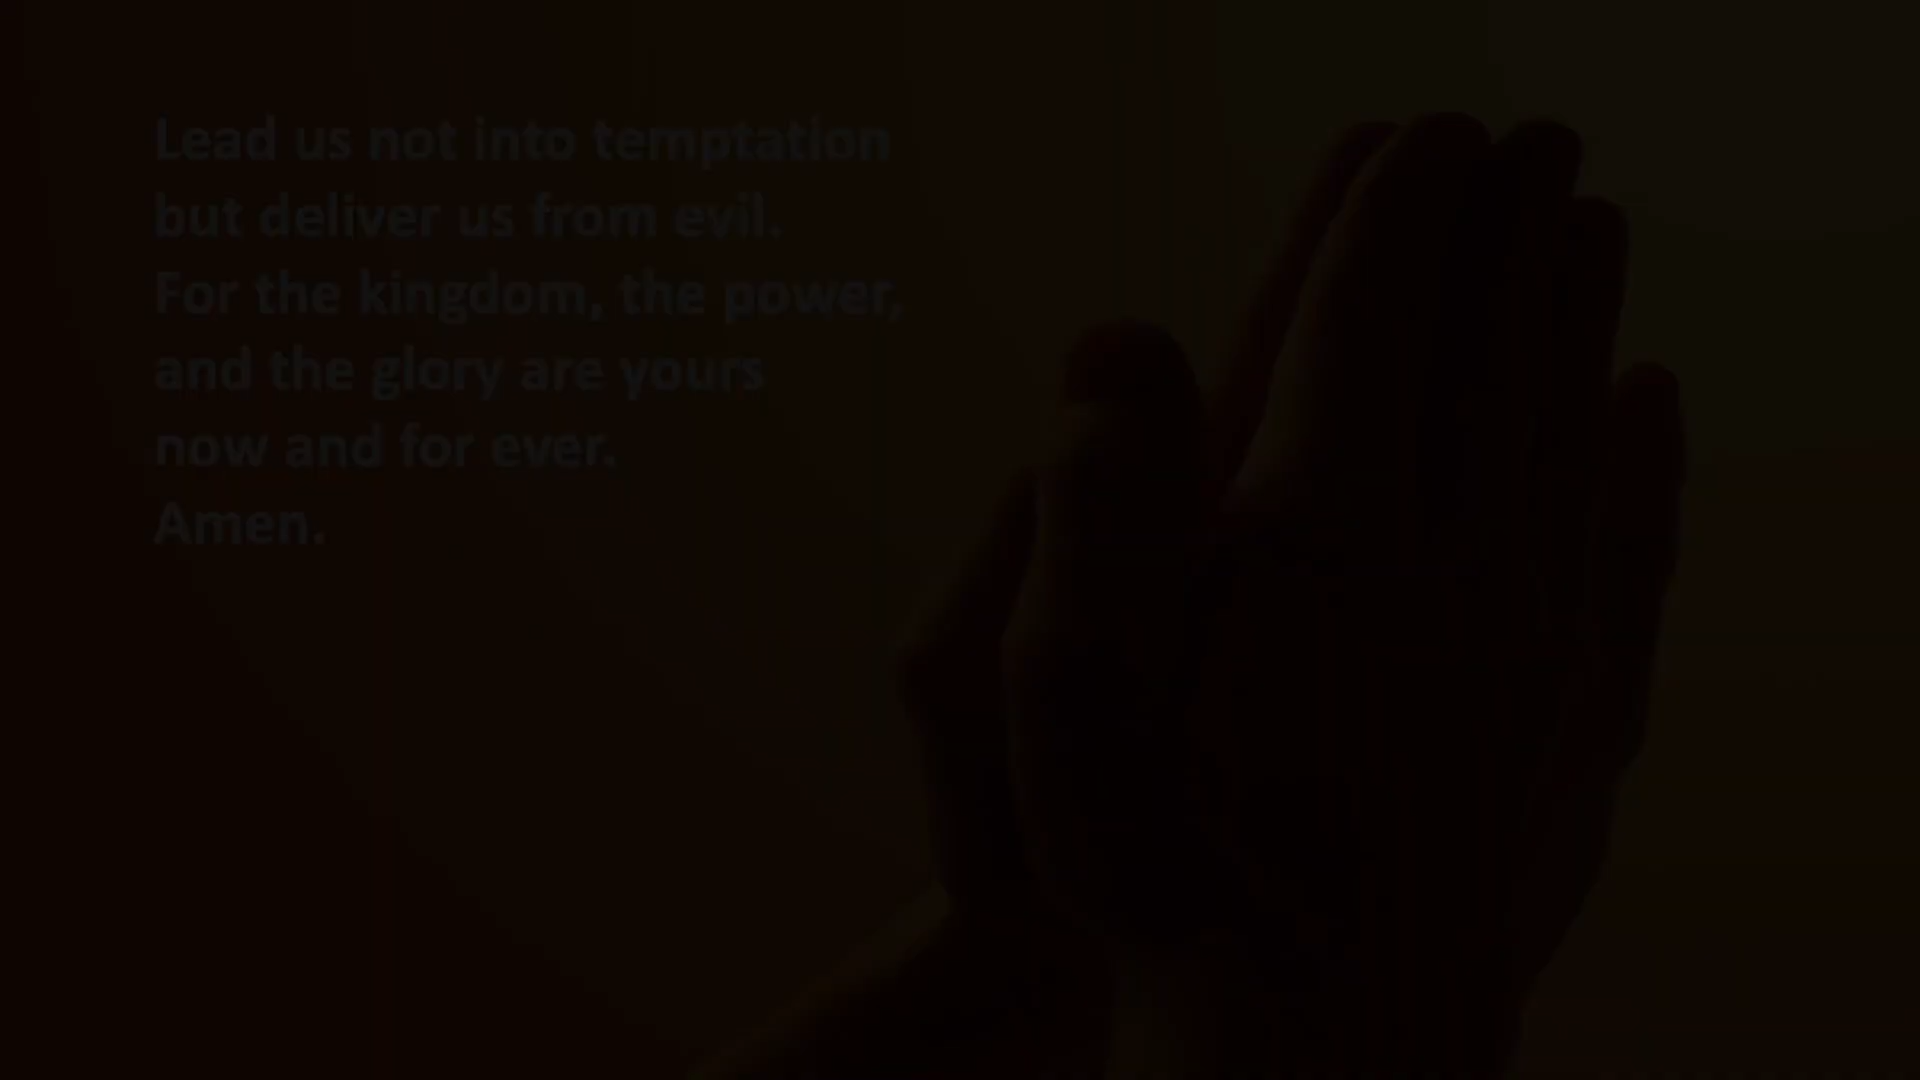 Lead us not into temptation
but deliver us from evil.
For the kingdom, the power,
and the glory are yours
now and for ever.
Amen.